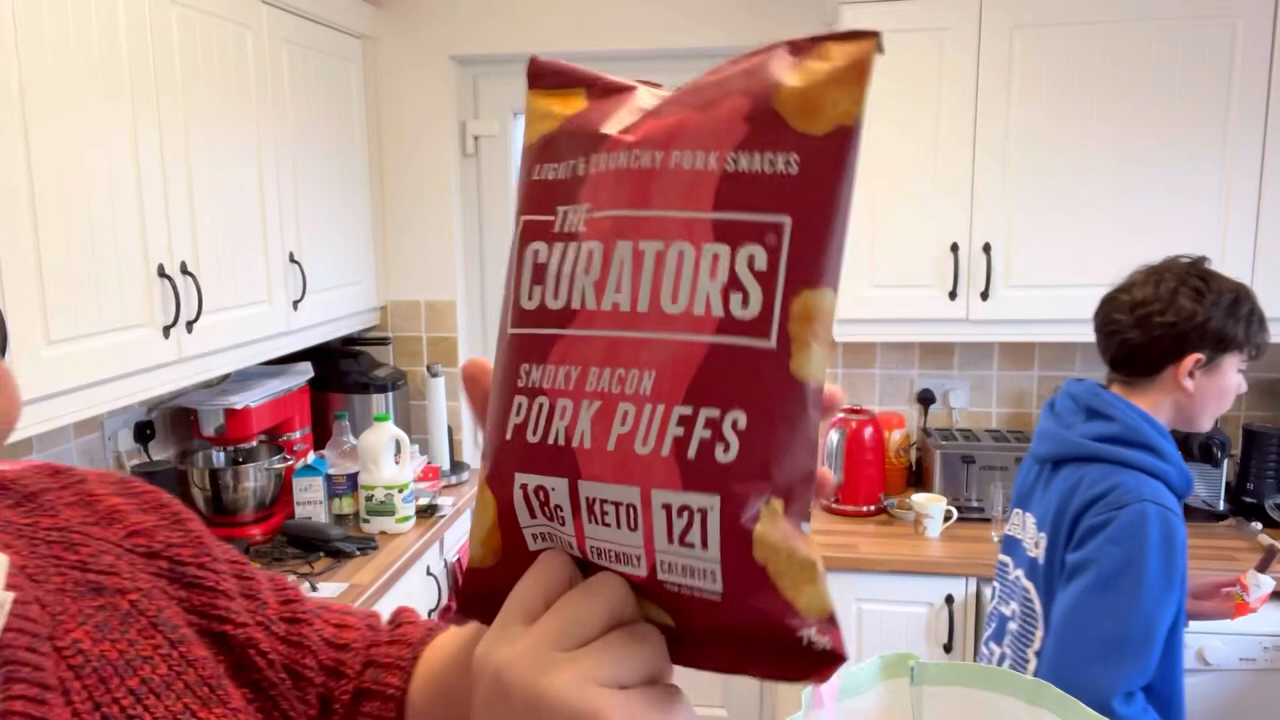 LIGHT & CRUNCHY PORK SNACKS
THE
CURATORS
SMOKY BACON
PORK PUFFS
18G
PROTEIN
KETO
FRIENDLY
121
CALORIES